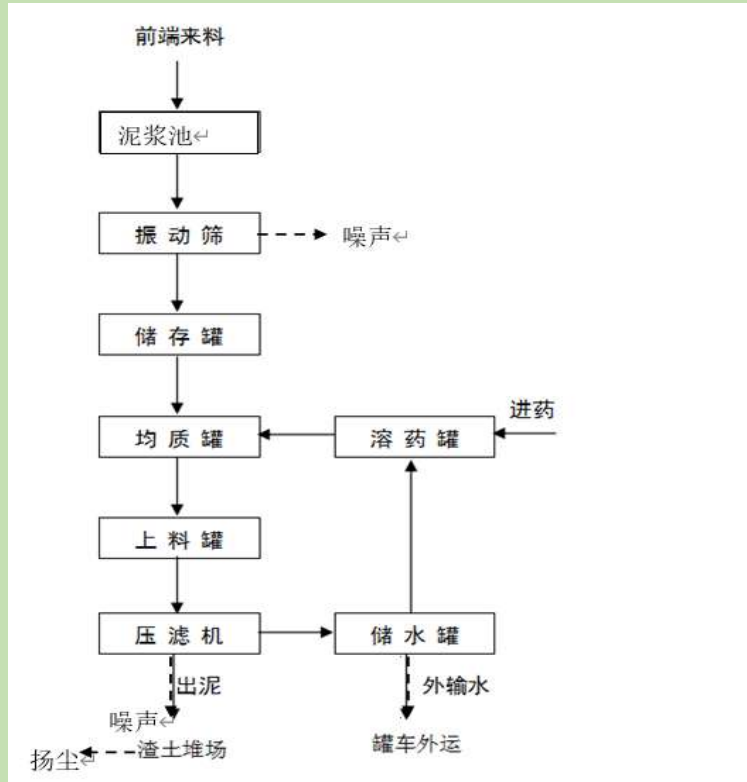 前端来料
泥浆池↵
振动筛
噪声↵
储存罐
进药
均质罐
溶药罐
上料罐
压滤机
储水罐
出泥
外输水
噪声↵
渣土堆场
罐车外运
扬尘↵